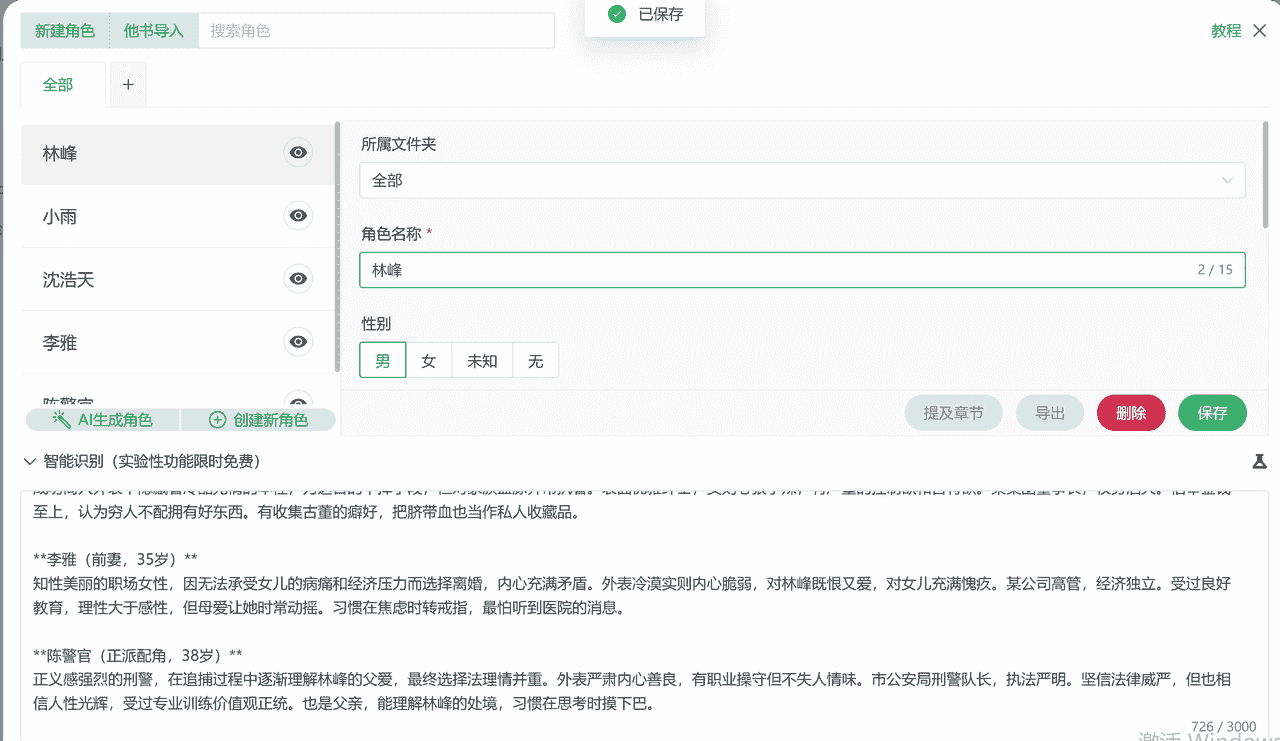 新建角色 他书导入 搜索角色
已保存
教程
全部 +
林峰
小雨
沈浩天
李雅
陈警官
AI生成角色 创建新角色
所属文件夹
全部
角色名称 *
林峰 2 / 15
性别
男 女 未知 无
提及章节 导出 删除 保存
智能识别（实验性功能限时免费）
至上，认为穷人不配拥有好东西。有收集古董的癖好，把脐带血也当作私人收藏品。
**李雅（前妻，35岁）**
知性美丽的职场女性，因无法承受女儿的病痛和经济压力而选择离婚，内心充满矛盾。外表冷漠实则内心脆弱，对林峰既恨又爱，对女儿充满愧疚。某公司高管，经济独立。受过良好
教育，理性大于感性，但母爱让她时常动摇。习惯在焦虑时转戒指，最怕听到医院的消息。
**陈警官（正派配角，38岁）**
正义感强烈的刑警，在追捕过程中逐渐理解林峰的父爱，最终选择法理情并重。外表严肃内心善良，有职业操守但不失人情味。市公安局刑警队长，执法严明。坚信法律威严，但也相
信人性光辉，受过专业训练价值观正统。也是父亲，能理解林峰的处境，习惯在思考时摸下巴。
726 / 3000
激活 Windows